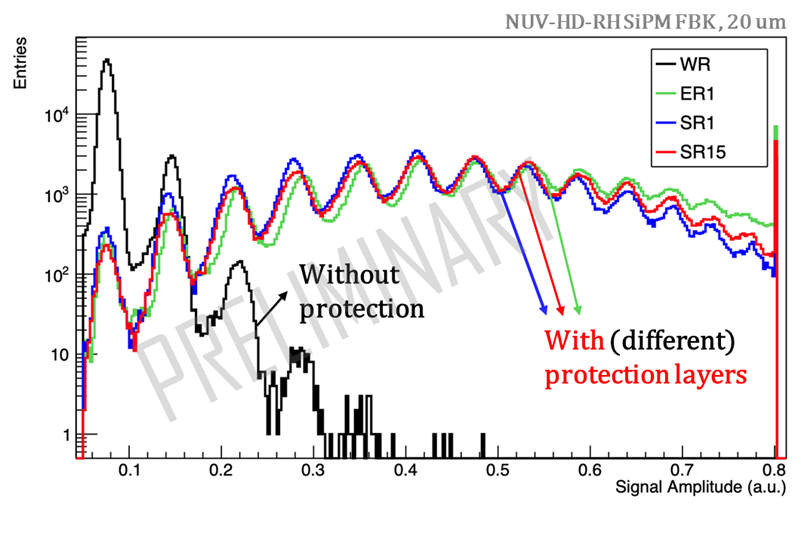 NUV-HD-RH SiPM FBK, 20 um
Entries
WR
ER1
SR1
SR15
10⁴
10³
10²
10
1
PRELIMINARY
Without
protection
With (different)
protection layers
0.1 0.2 0.3 0.4 0.5 0.6 0.7 0.8
Signal Amplitude (a.u.)